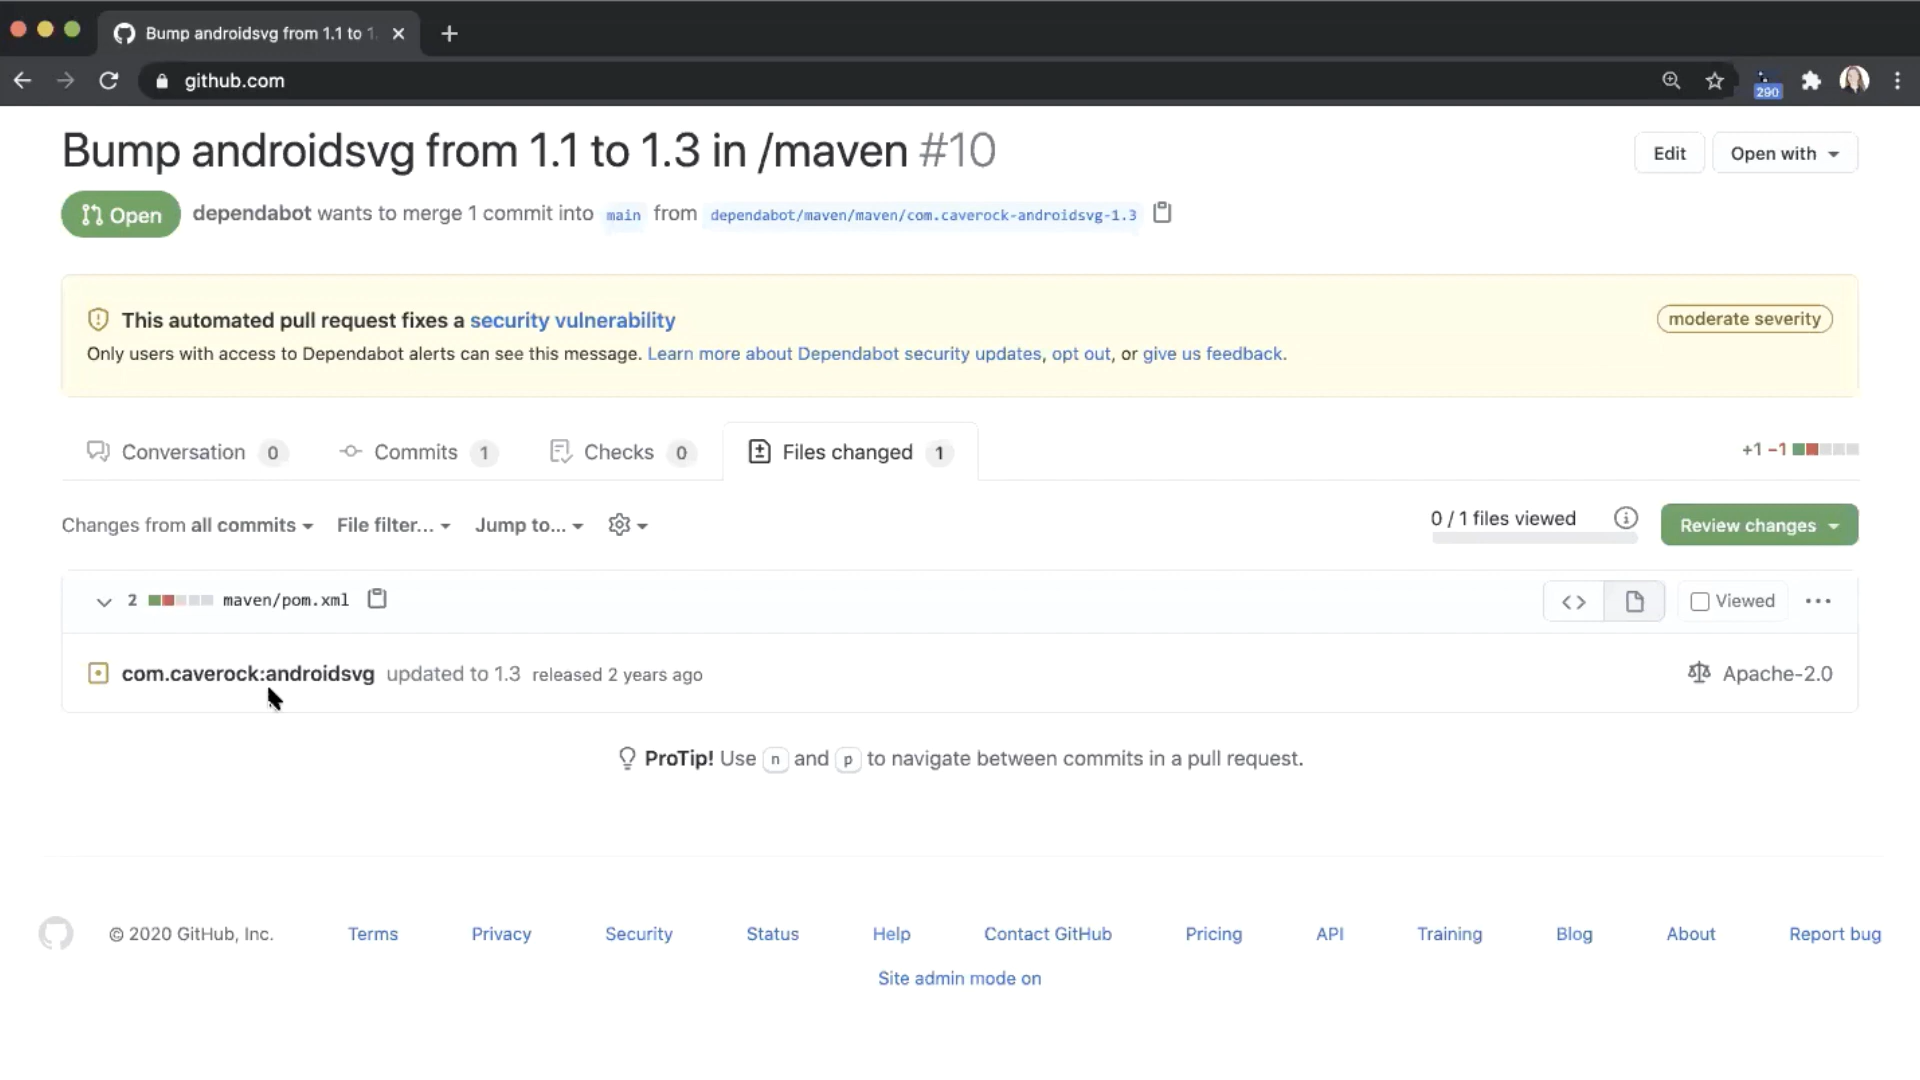 Bump androidsvg from 1.1 to 1.
github.com
290
Bump androidsvg from 1.1 to 1.3 in /maven #10
Edit
Open with
Open
dependabot wants to merge 1 commit into main from dependabot/maven/maven/com.caverock-androidsvg-1.3
This automated pull request fixes a security vulnerability
moderate severity
Only users with access to Dependabot alerts can see this message. Learn more about Dependabot security updates, opt out, or give us feedback.
Conversation 0
Commits 1
Checks 0
Files changed 1
+1 −1
Changes from all commits
File filter...
Jump to...
0 / 1 files viewed
Review changes
2 maven/pom.xml
Viewed
com.caverock:androidsvg updated to 1.3 released 2 years ago
Apache-2.0
ProTip! Use n and p to navigate between commits in a pull request.
© 2020 GitHub, Inc.
Terms
Privacy
Security
Status
Help
Contact GitHub
Pricing
API
Training
Blog
About
Report bug
Site admin mode on